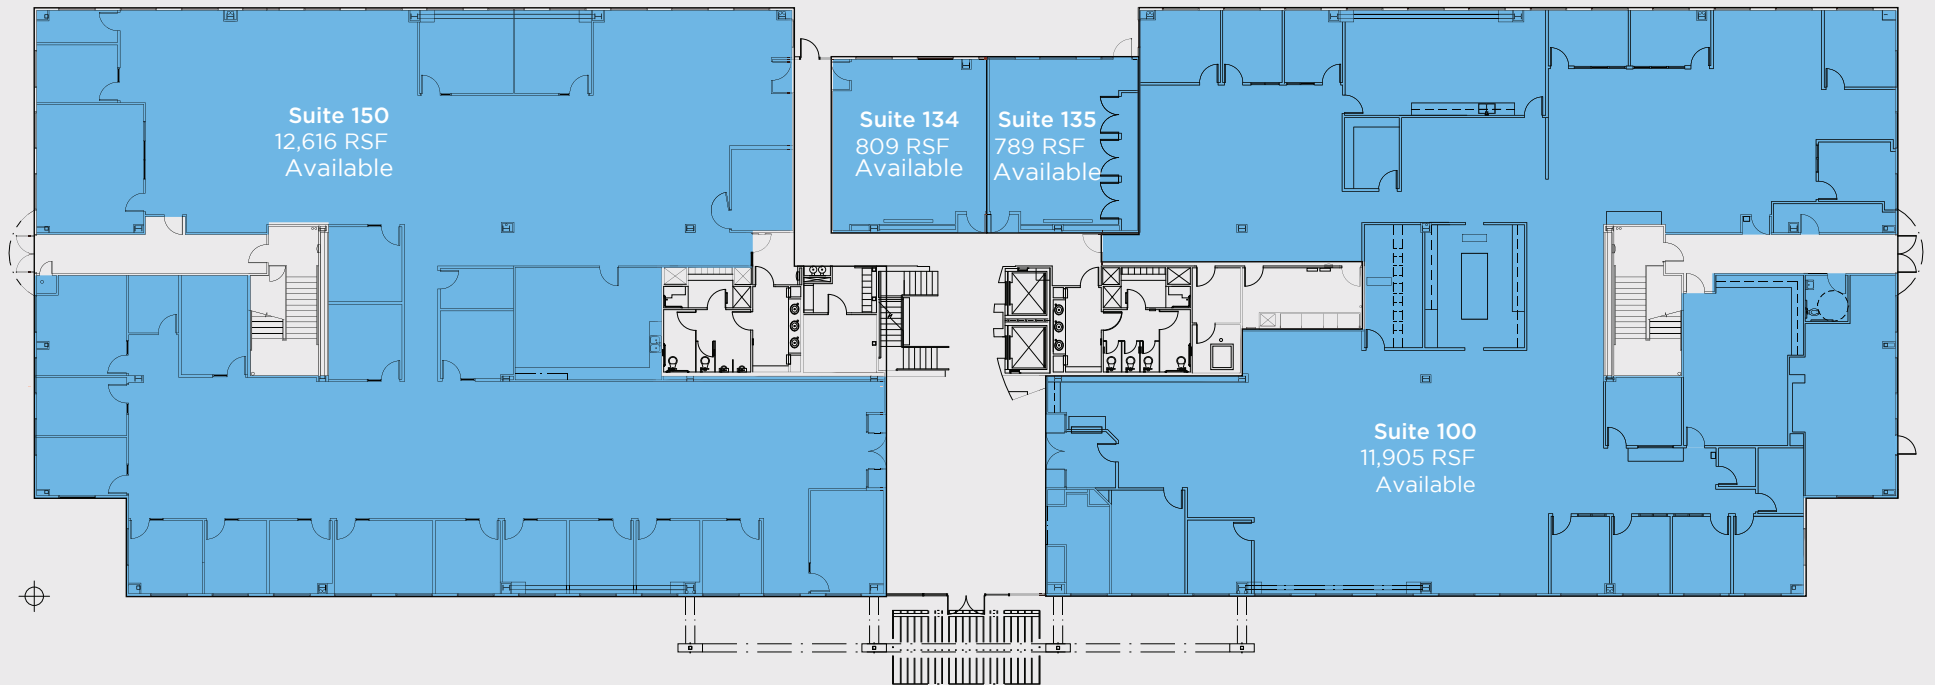 Suite 150
12,616 RSF
Available
Suite 134
809 RSF
Available
Suite 135
789 RSF
Available
Suite 100
11,905 RSF
Available